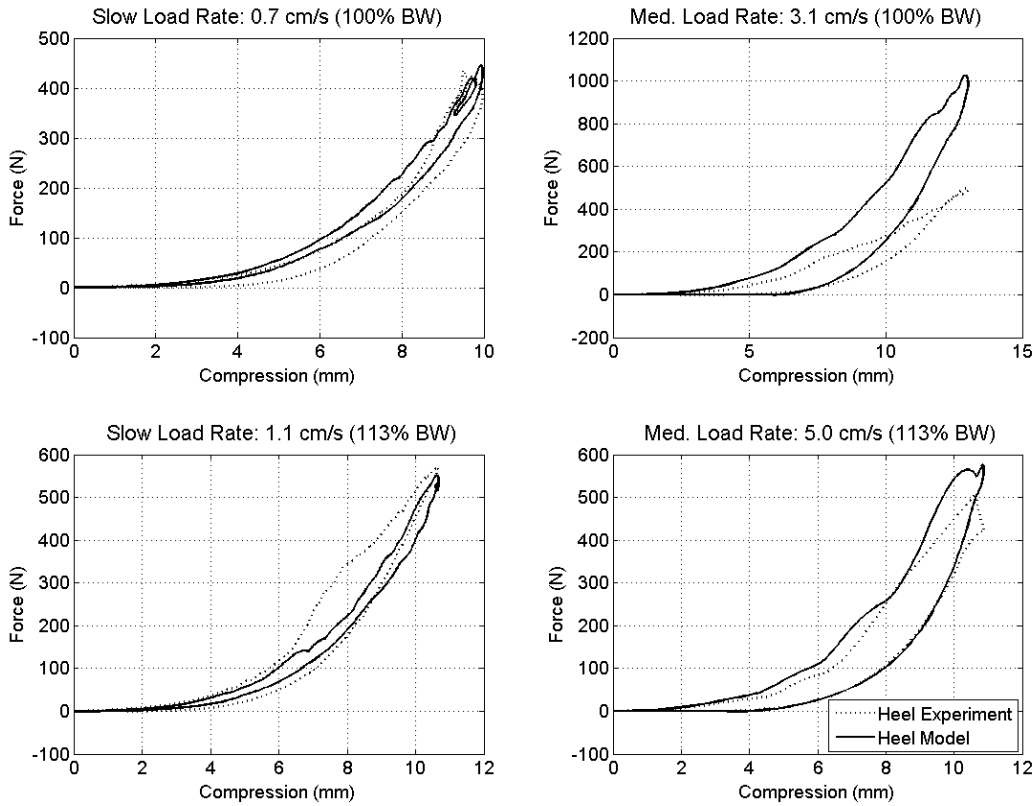 Slow Load Rate: 0.7 cm/s (100% BW)
500
400
300
200
100
0
-100
Force (N)
0 2 4 6 8 10
Compression (mm)
Med. Load Rate: 3.1 cm/s (100% BW)
1200
1000
800
600
400
200
0
-200
Force (N)
0 5 10 15
Compression (mm)
Slow Load Rate: 1.1 cm/s (113% BW)
600
500
400
300
200
100
0
-100
Force (N)
0 2 4 6 8 10 12
Compression (mm)
Med. Load Rate: 5.0 cm/s (113% BW)
600
500
400
300
200
100
0
-100
Force (N)
Heel Experiment
Heel Model
0 2 4 6 8 10 12
Compression (mm)